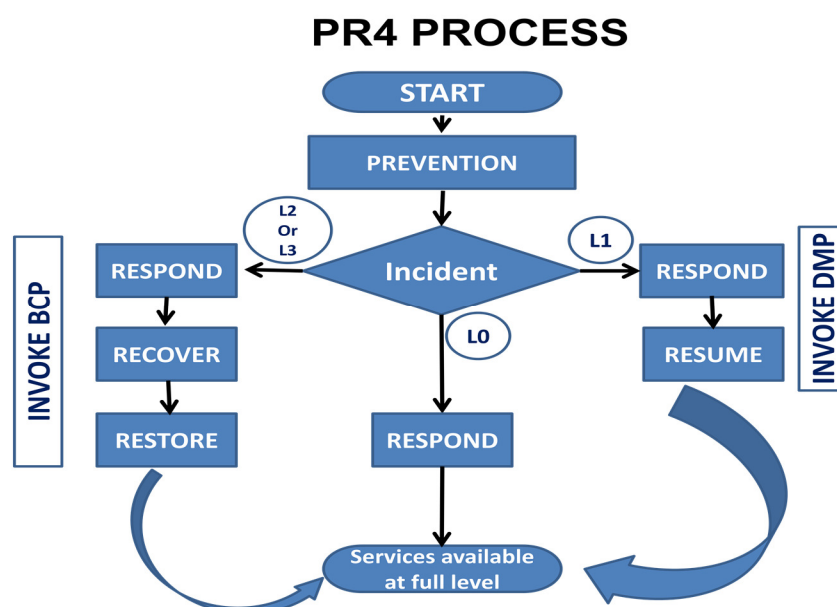 PR4 PROCESS
START
PREVENTION
L2
Or
L3
L1
Incident
RESPOND
RESPOND
INVOKE BCP
INVOKE DMP
L0
RECOVER
RESUME
RESTORE
RESPOND
Services available
at full level